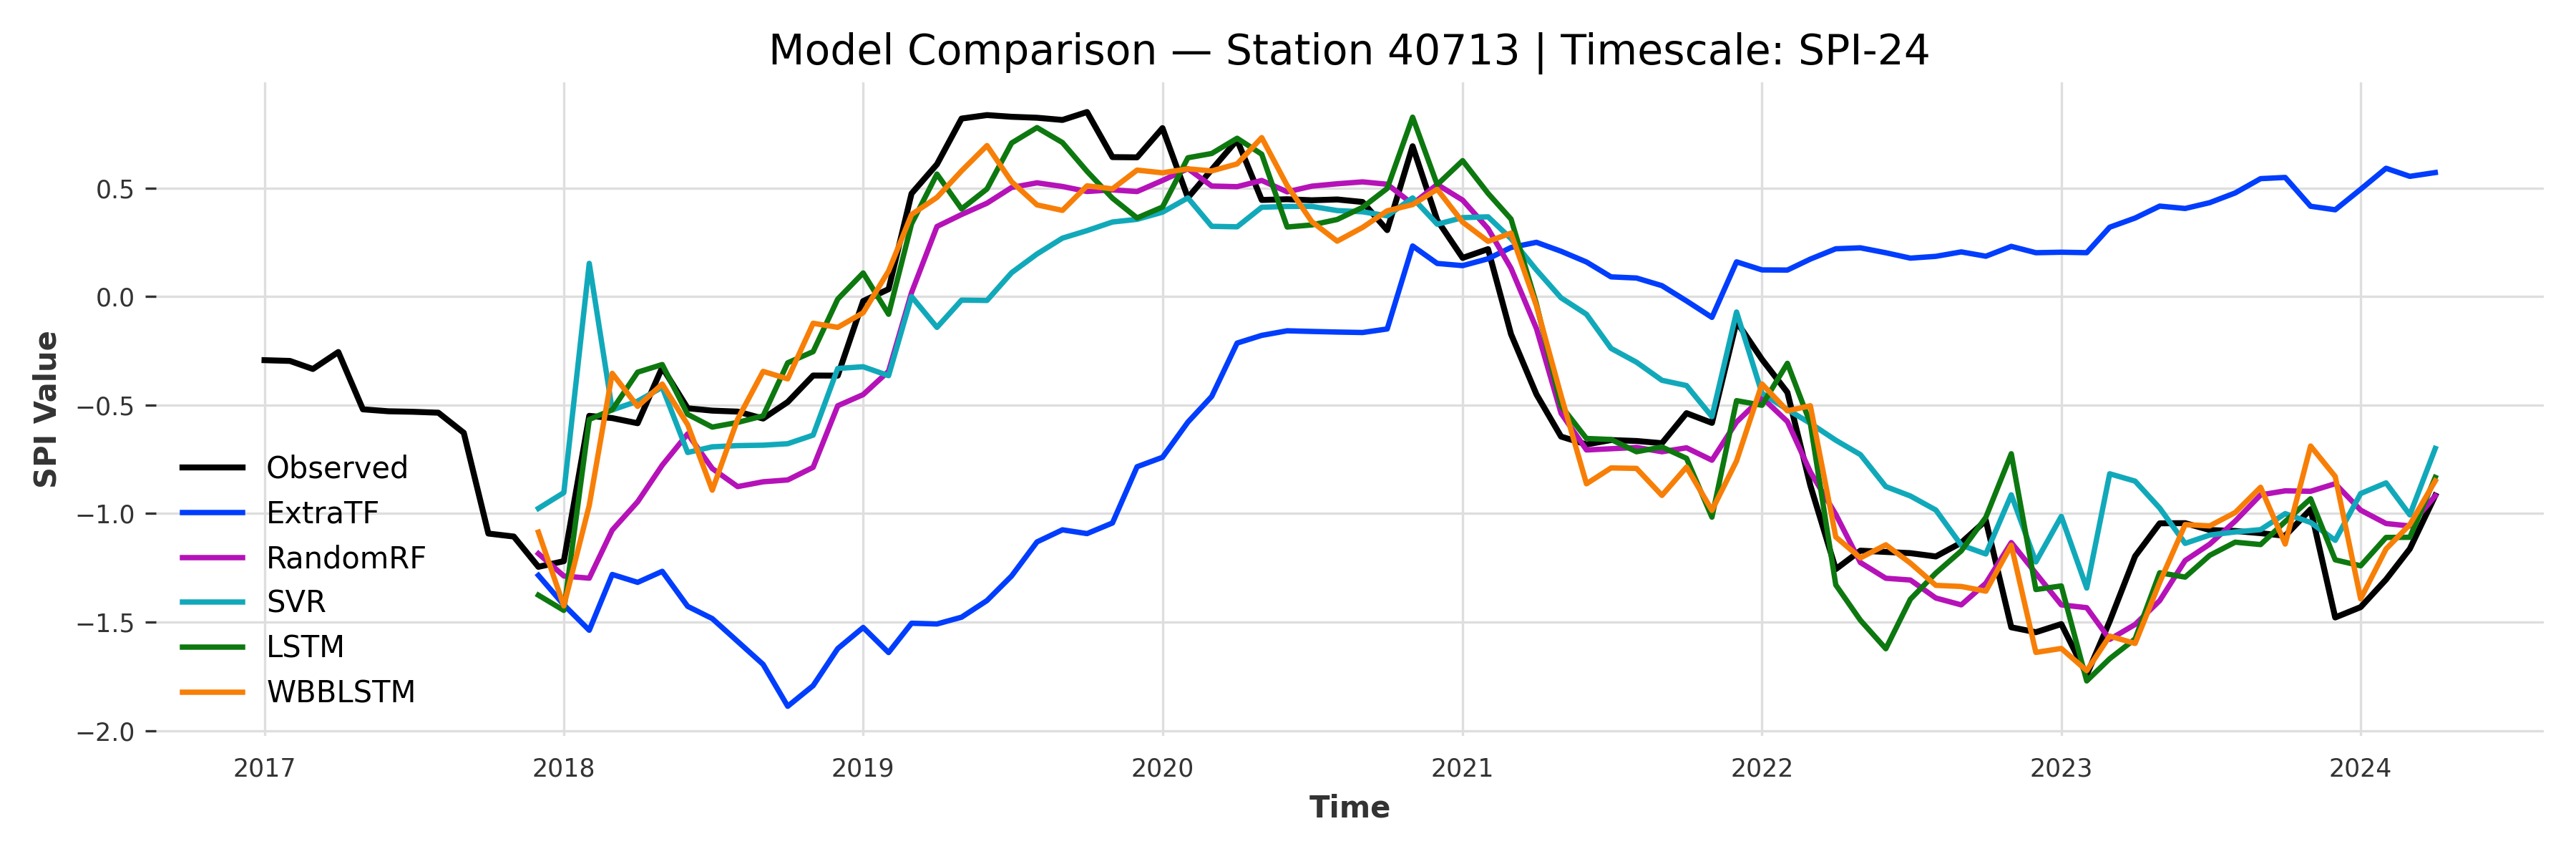 Model Comparison — Station 40713 | Timescale: SPI-24
SPI Value
0.5
0.0
−0.5
−1.0
−1.5
−2.0
Observed
ExtraTF
RandomRF
SVR
LSTM
WBBLSTM
2017 2018 2019 2020 2021 2022 2023 2024
Time